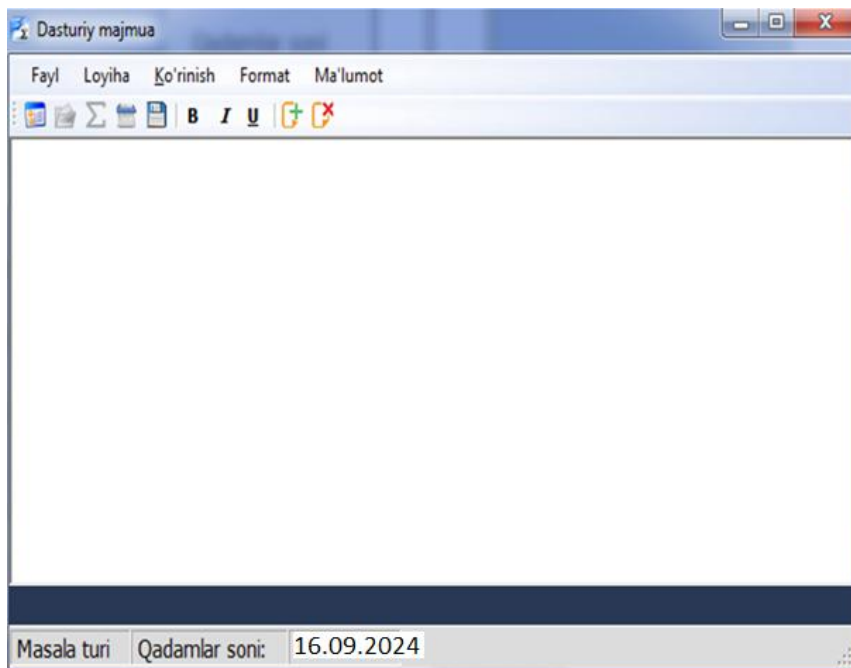 Dasturiy majmua
Fayl Loyiha Ko'rinish Format Ma'lumot
B I U
Masala turi Qadamlar soni: 16.09.2024